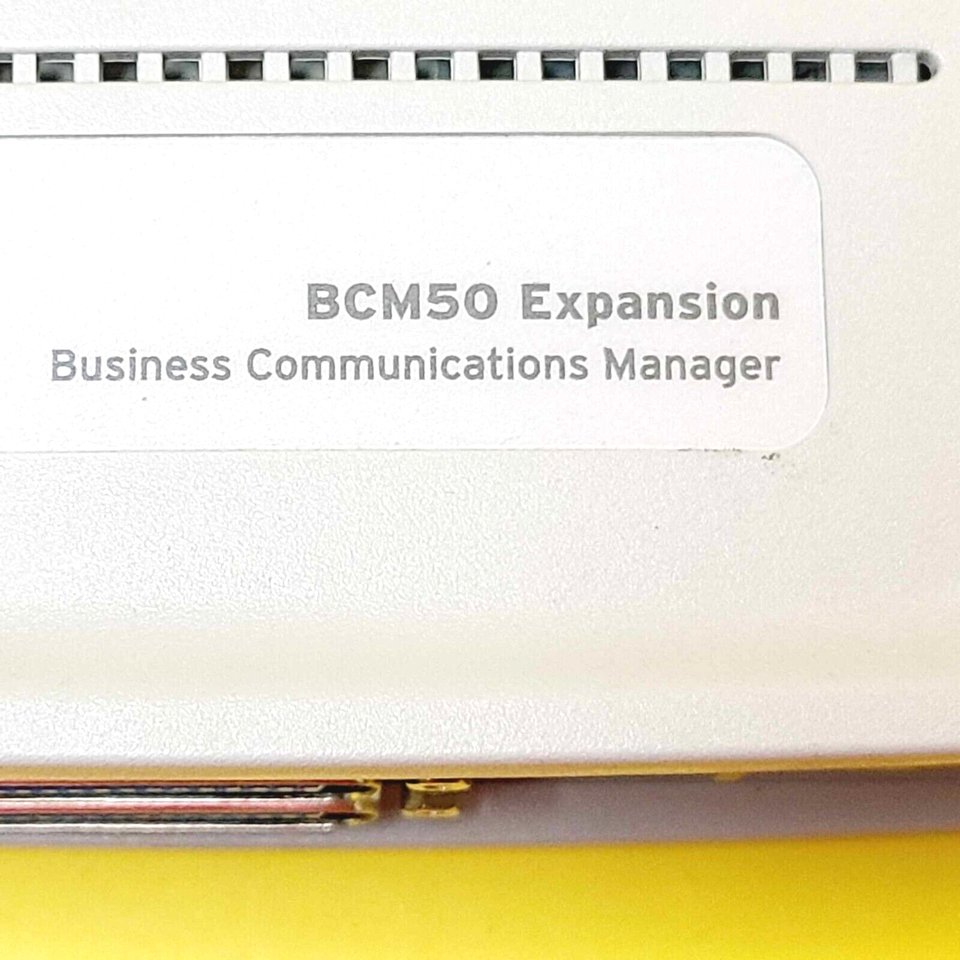 BCM50 Expansion
Business Communications Manager